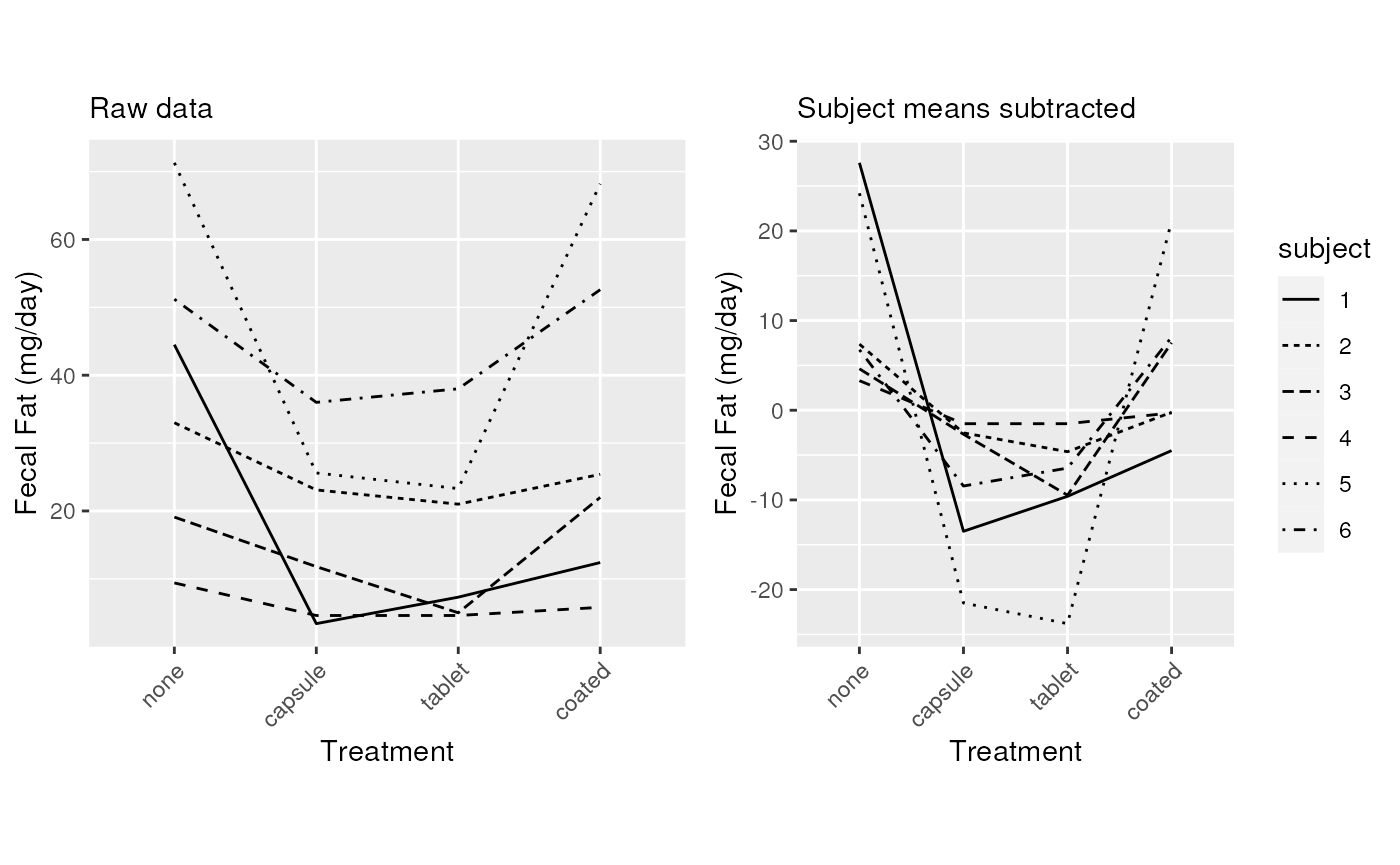 Raw data
Fecal Fat (mg/day)
60
40
20
none
capsule
tablet
coated
Treatment
Subject means subtracted
Fecal Fat (mg/day)
30
20
10
0
-10
-20
none
capsule
tablet
coated
Treatment
subject
1
2
3
4
5
6